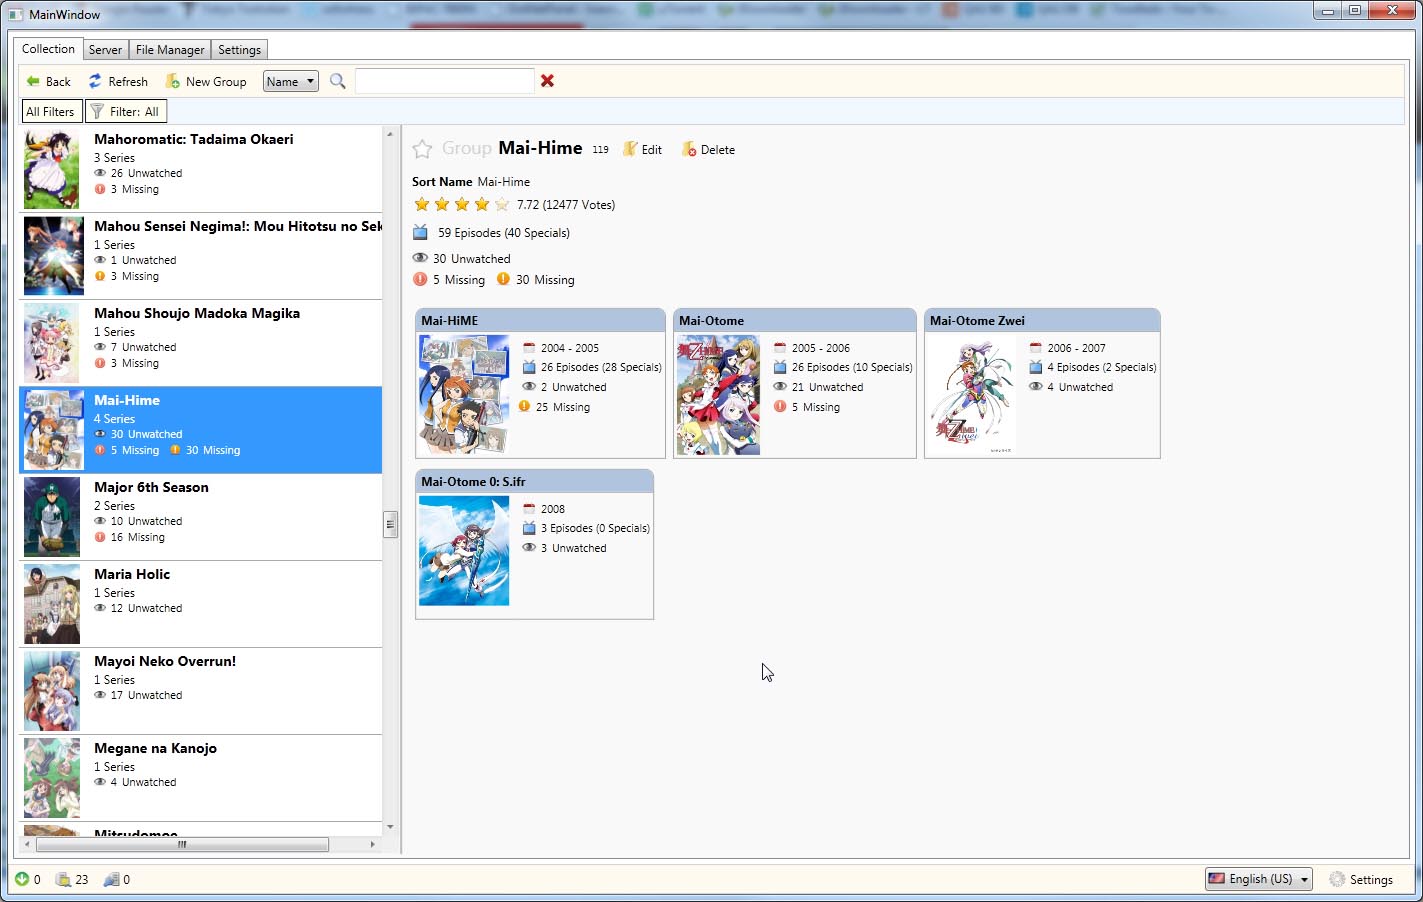 MainWindow
Collection Server File Manager Settings
Back Refresh New Group Name
All Filters Filter: All
Mahoromatic: Tadaima Okaeri
3 Series
26 Unwatched
3 Missing
Mahou Sensei Negima!: Mou Hitotsu no Sek
1 Series
1 Unwatched
3 Missing
Mahou Shoujo Madoka Magika
1 Series
7 Unwatched
3 Missing
Mai-Hime
4 Series
30 Unwatched
5 Missing 30 Missing
Major 6th Season
2 Series
10 Unwatched
16 Missing
Maria Holic
1 Series
12 Unwatched
Mayoi Neko Overrun!
1 Series
17 Unwatched
Megane na Kanojo
1 Series
4 Unwatched
Mitsudomoe
Group Mai-Hime 119 Edit Delete
Sort Name Mai-Hime
7.72 (12477 Votes)
59 Episodes (40 Specials)
30 Unwatched
5 Missing 30 Missing
Mai-HiME
2004 - 2005
26 Episodes (28 Specials)
2 Unwatched
25 Missing
Mai-Otome
2005 - 2006
26 Episodes (10 Specials)
21 Unwatched
5 Missing
Mai-Otome Zwei
2006 - 2007
4 Episodes (2 Specials)
4 Unwatched
Mai-Otome 0: S.ifr
2008
3 Episodes (0 Specials)
3 Unwatched
0 23 0 English (US) Settings